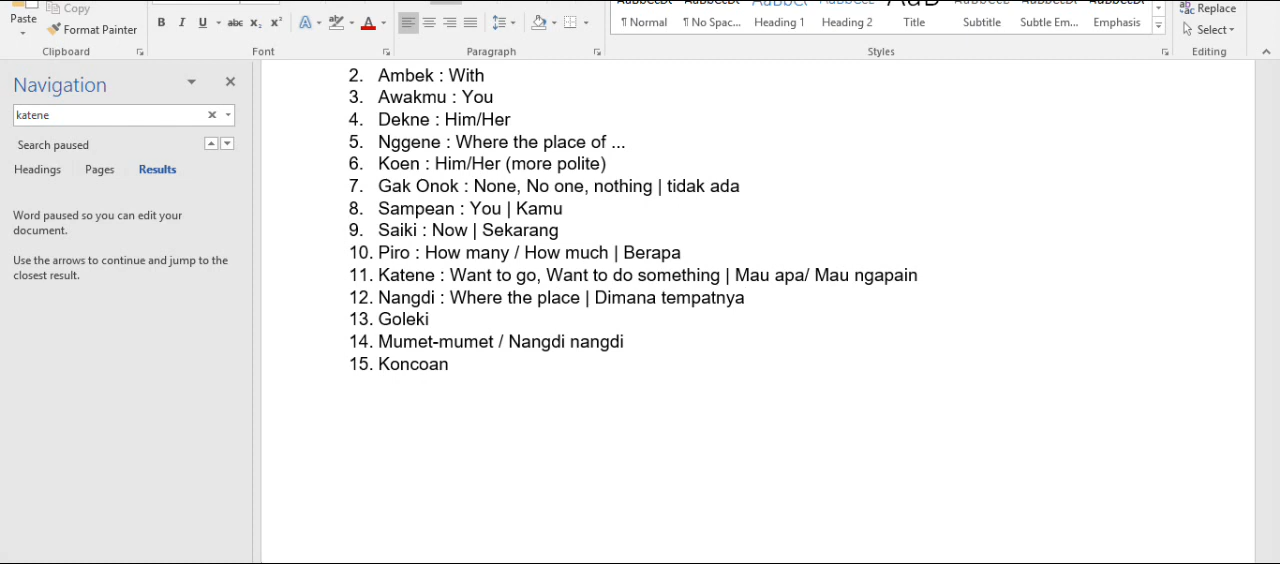 Copy
Replace
Paste
Format Painter
B I U abc X₂ X² A ab A
¶ Normal ¶ No Spac... Heading 1 Heading 2 Title Subtitle Subtle Em... Emphasis
Select
Clipboard Font Paragraph Styles Editing
Navigation
katene
Search paused
Headings Pages Results
Word paused so you can edit your
document.
Use the arrows to continue and jump to the
closest result.
2. Ambek : With
3. Awakmu : You
4. Dekne : Him/Her
5. Nggene : Where the place of ...
6. Koen : Him/Her (more polite)
7. Gak Onok : None, No one, nothing | tidak ada
8. Sampean : You | Kamu
9. Saiki : Now | Sekarang
10. Piro : How many / How much | Berapa
11. Katene : Want to go, Want to do something | Mau apa/ Mau ngapain
12. Nangdi : Where the place | Dimana tempatnya
13. Goleki
14. Mumet-mumet / Nangdi nangdi
15. Koncoan